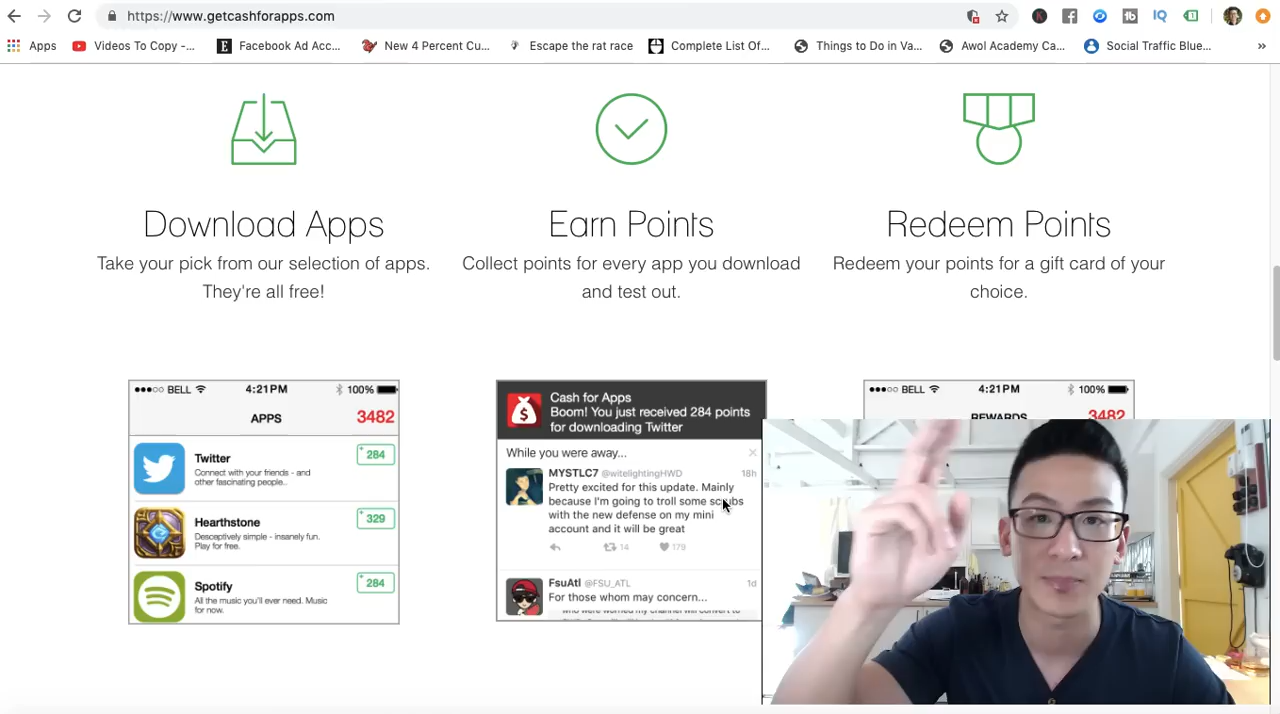 https://www.getcashforapps.com
Apps
Videos To Copy -...
Facebook Ad Acc...
New 4 Percent Cu...
Escape the rat race
Complete List Of...
Things to Do in Va...
Awol Academy Ca...
Social Traffic Blue...
»
Download Apps
Take your pick from our selection of apps.
They're all free!
Earn Points
Collect points for every app you download
and test out.
Redeem Points
Redeem your points for a gift card of your
choice.
BELL 4:21PM 100%
APPS 3482
Twitter
Connect with your friends - and
other fascinating people..
284
Hearthstone
Desceptively simple - insanely fun.
Play for free.
329
Spotify
All the music you'll ever need. Music
for now.
284
Cash for Apps
Boom! You just received 284 points
for downloading Twitter
While you were away...
MYSTLC7 @witelightingHWD 18h
Pretty excited for this update. Mainly
because I'm going to troll some scrubs
with the new defense on my mini
account and it will be great
14 179
FsuAtl @FSU_ATL 1d
For those whom may concern...
BELL 4:21PM 100%
REWARDS 3482